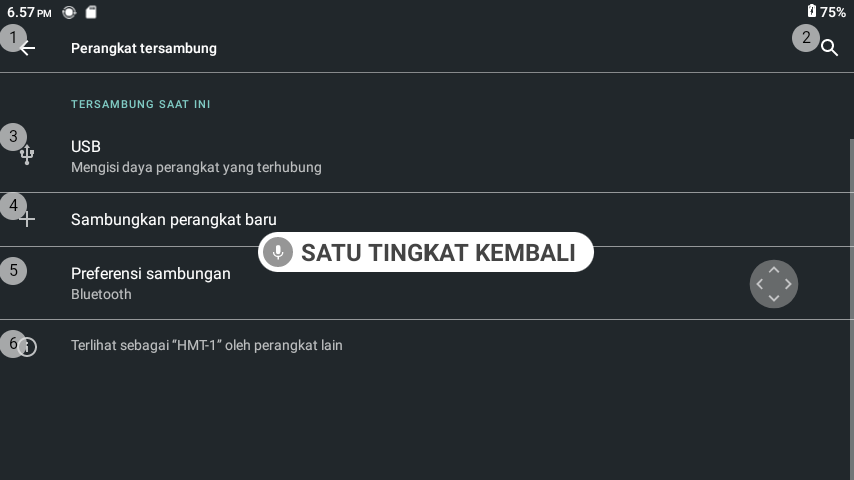 6.57 PM 75%
1 Perangkat tersambung 2
TERSAMBUNG SAAT INI
3 USB
Mengisi daya perangkat yang terhubung
4 Sambungkan perangkat baru
SATU TINGKAT KEMBALI
5 Preferensi sambungan
Bluetooth
6 Terlihat sebagai “HMT-1” oleh perangkat lain